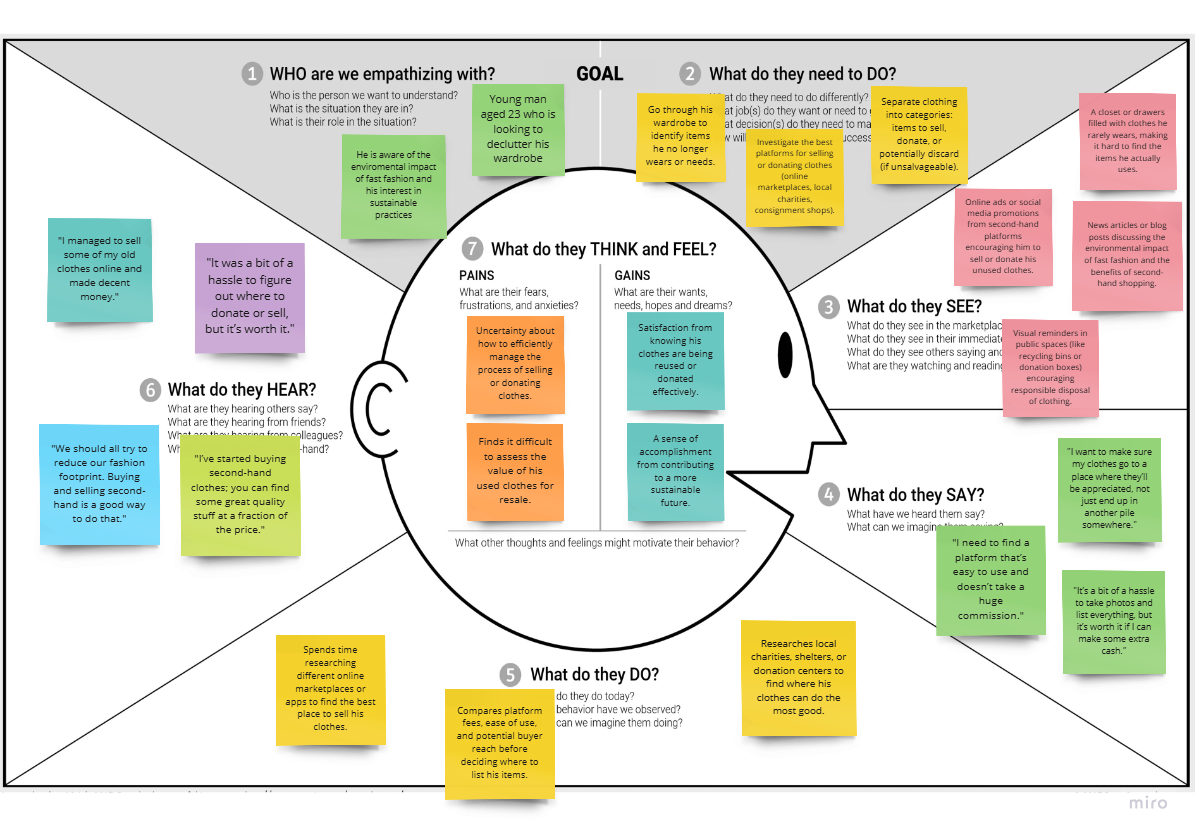 1 WHO are we empathizing with?
Who is the person we want to understand?
What is the situation they are in?
What is their role in the situation?
He is aware of the
enviromental impact
of fast fashion and
his interest in
sustainable
practices
Young man
aged 23 who is
looking to
declutter his
wardrobe
GOAL
2 What do they need to DO?
at do they need to do differently?
at job(s) do they want or need to
at decision(s) do they need to ma
w will
success
Go through his
wardrobe to
identify items
he no longer
wears or needs.
Investigate the best
platforms for selling
or donating clothes
(online
marketplaces, local
charities,
consignment shops).
Separate clothing
into categories:
items to sell,
donate, or
potentially discard
(if unsalvageable).
A closet or drawers
filled with clothes he
rarely wears, making
it hard to find the
items he actually
uses.
Online ads or social
media promotions
from second-hand
platforms
encouraging him to
sell or donate his
unused clothes.
News articles or blog
posts discussing the
environmental impact
of fast fashion and the
benefits of second-
hand shopping.
3 What do they SEE?
What do they see in the marketplac
What do they see in their immediate
What do they see others saying and
What are they watching and reading
Visual reminders in
public spaces (like
recycling bins or
donation boxes)
encouraging
responsible disposal
of clothing.
4 What do they SAY?
What have we heard them say?
What can we imagine them saying?
"I want to make sure
my clothes go to a
place where they'll
be appreciated, not
just end up in
another pile
somewhere."
"I need to find a
platform that's
easy to use and
doesn't take a
huge
commission."
"It's a bit of a hassle
to take photos and
list everything, but
it's worth it if I can
make some extra
cash."
5 What do they DO?
do they do today?
behavior have we observed?
can we imagine them doing?
Spends time
researching
different online
marketplaces or
apps to find the best
place to sell his
clothes.
Compares platform
fees, ease of use,
and potential buyer
reach before
deciding where to
list his items.
Researches local
charities, shelters, or
donation centers to
find where his
clothes can do the
most good.
"I managed to sell
some of my old
clothes online and
made decent
money."
"It was a bit of a
hassle to figure
out where to
donate or sell,
but it's worth it."
6 What do they HEAR?
What are they hearing others say?
What are they hearing from friends?
What are they hearing from colleagues?
Wh
-hand?
"We should all try to
reduce our fashion
footprint. Buying
and selling second-
hand is a good way
to do that."
"I've started buying
second-hand
clothes; you can find
some great quality
stuff at a fraction of
the price."
7 What do they THINK and FEEL?
PAINS
What are their fears,
frustrations, and anxieties?
Uncertainty about
how to efficiently
manage the
process of selling
or donating
clothes.
Finds it difficult
to assess the
value of his
used clothes for
resale.
GAINS
What are their wants,
needs, hopes and dreams?
Satisfaction from
knowing his
clothes are being
reused or
donated
effectively.
A sense of
accomplishment
from contributing
to a more
sustainable
future.
What other thoughts and feelings might motivate their behavior?
miro